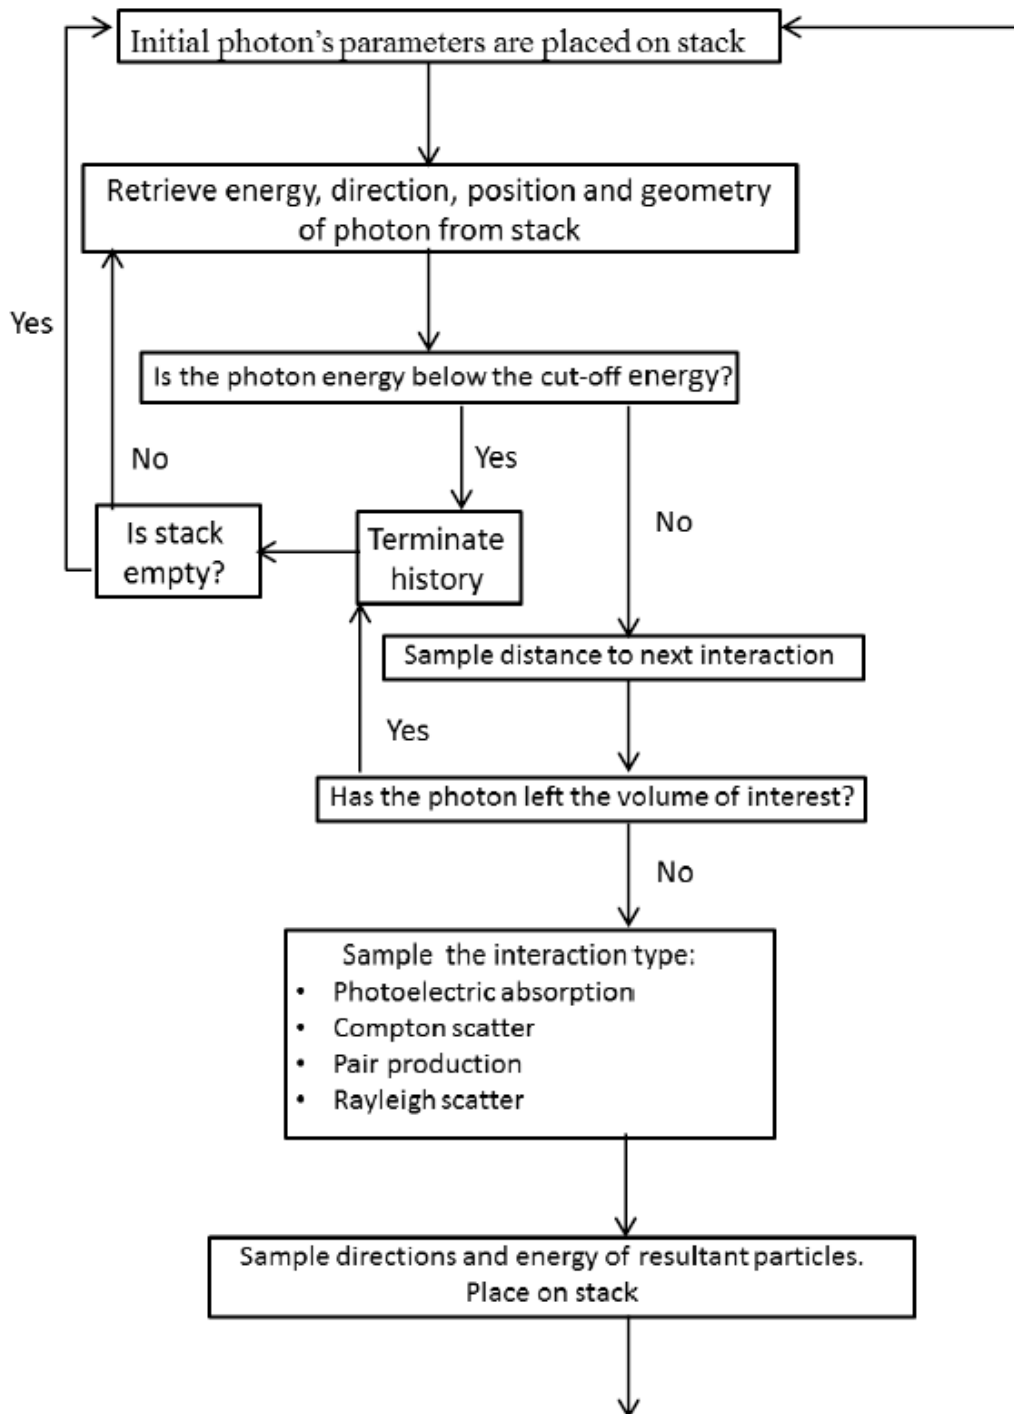 Initial photon's parameters are placed on stack
Retrieve energy, direction, position and geometry
of photon from stack
Yes
Is the photon energy below the cut-off energy?
No
Yes
Is stack
empty?
Terminate
history
No
Sample distance to next interaction
Yes
Has the photon left the volume of interest?
No
Sample the interaction type:
• Photoelectric absorption
• Compton scatter
• Pair production
• Rayleigh scatter
Sample directions and energy of resultant particles.
Place on stack